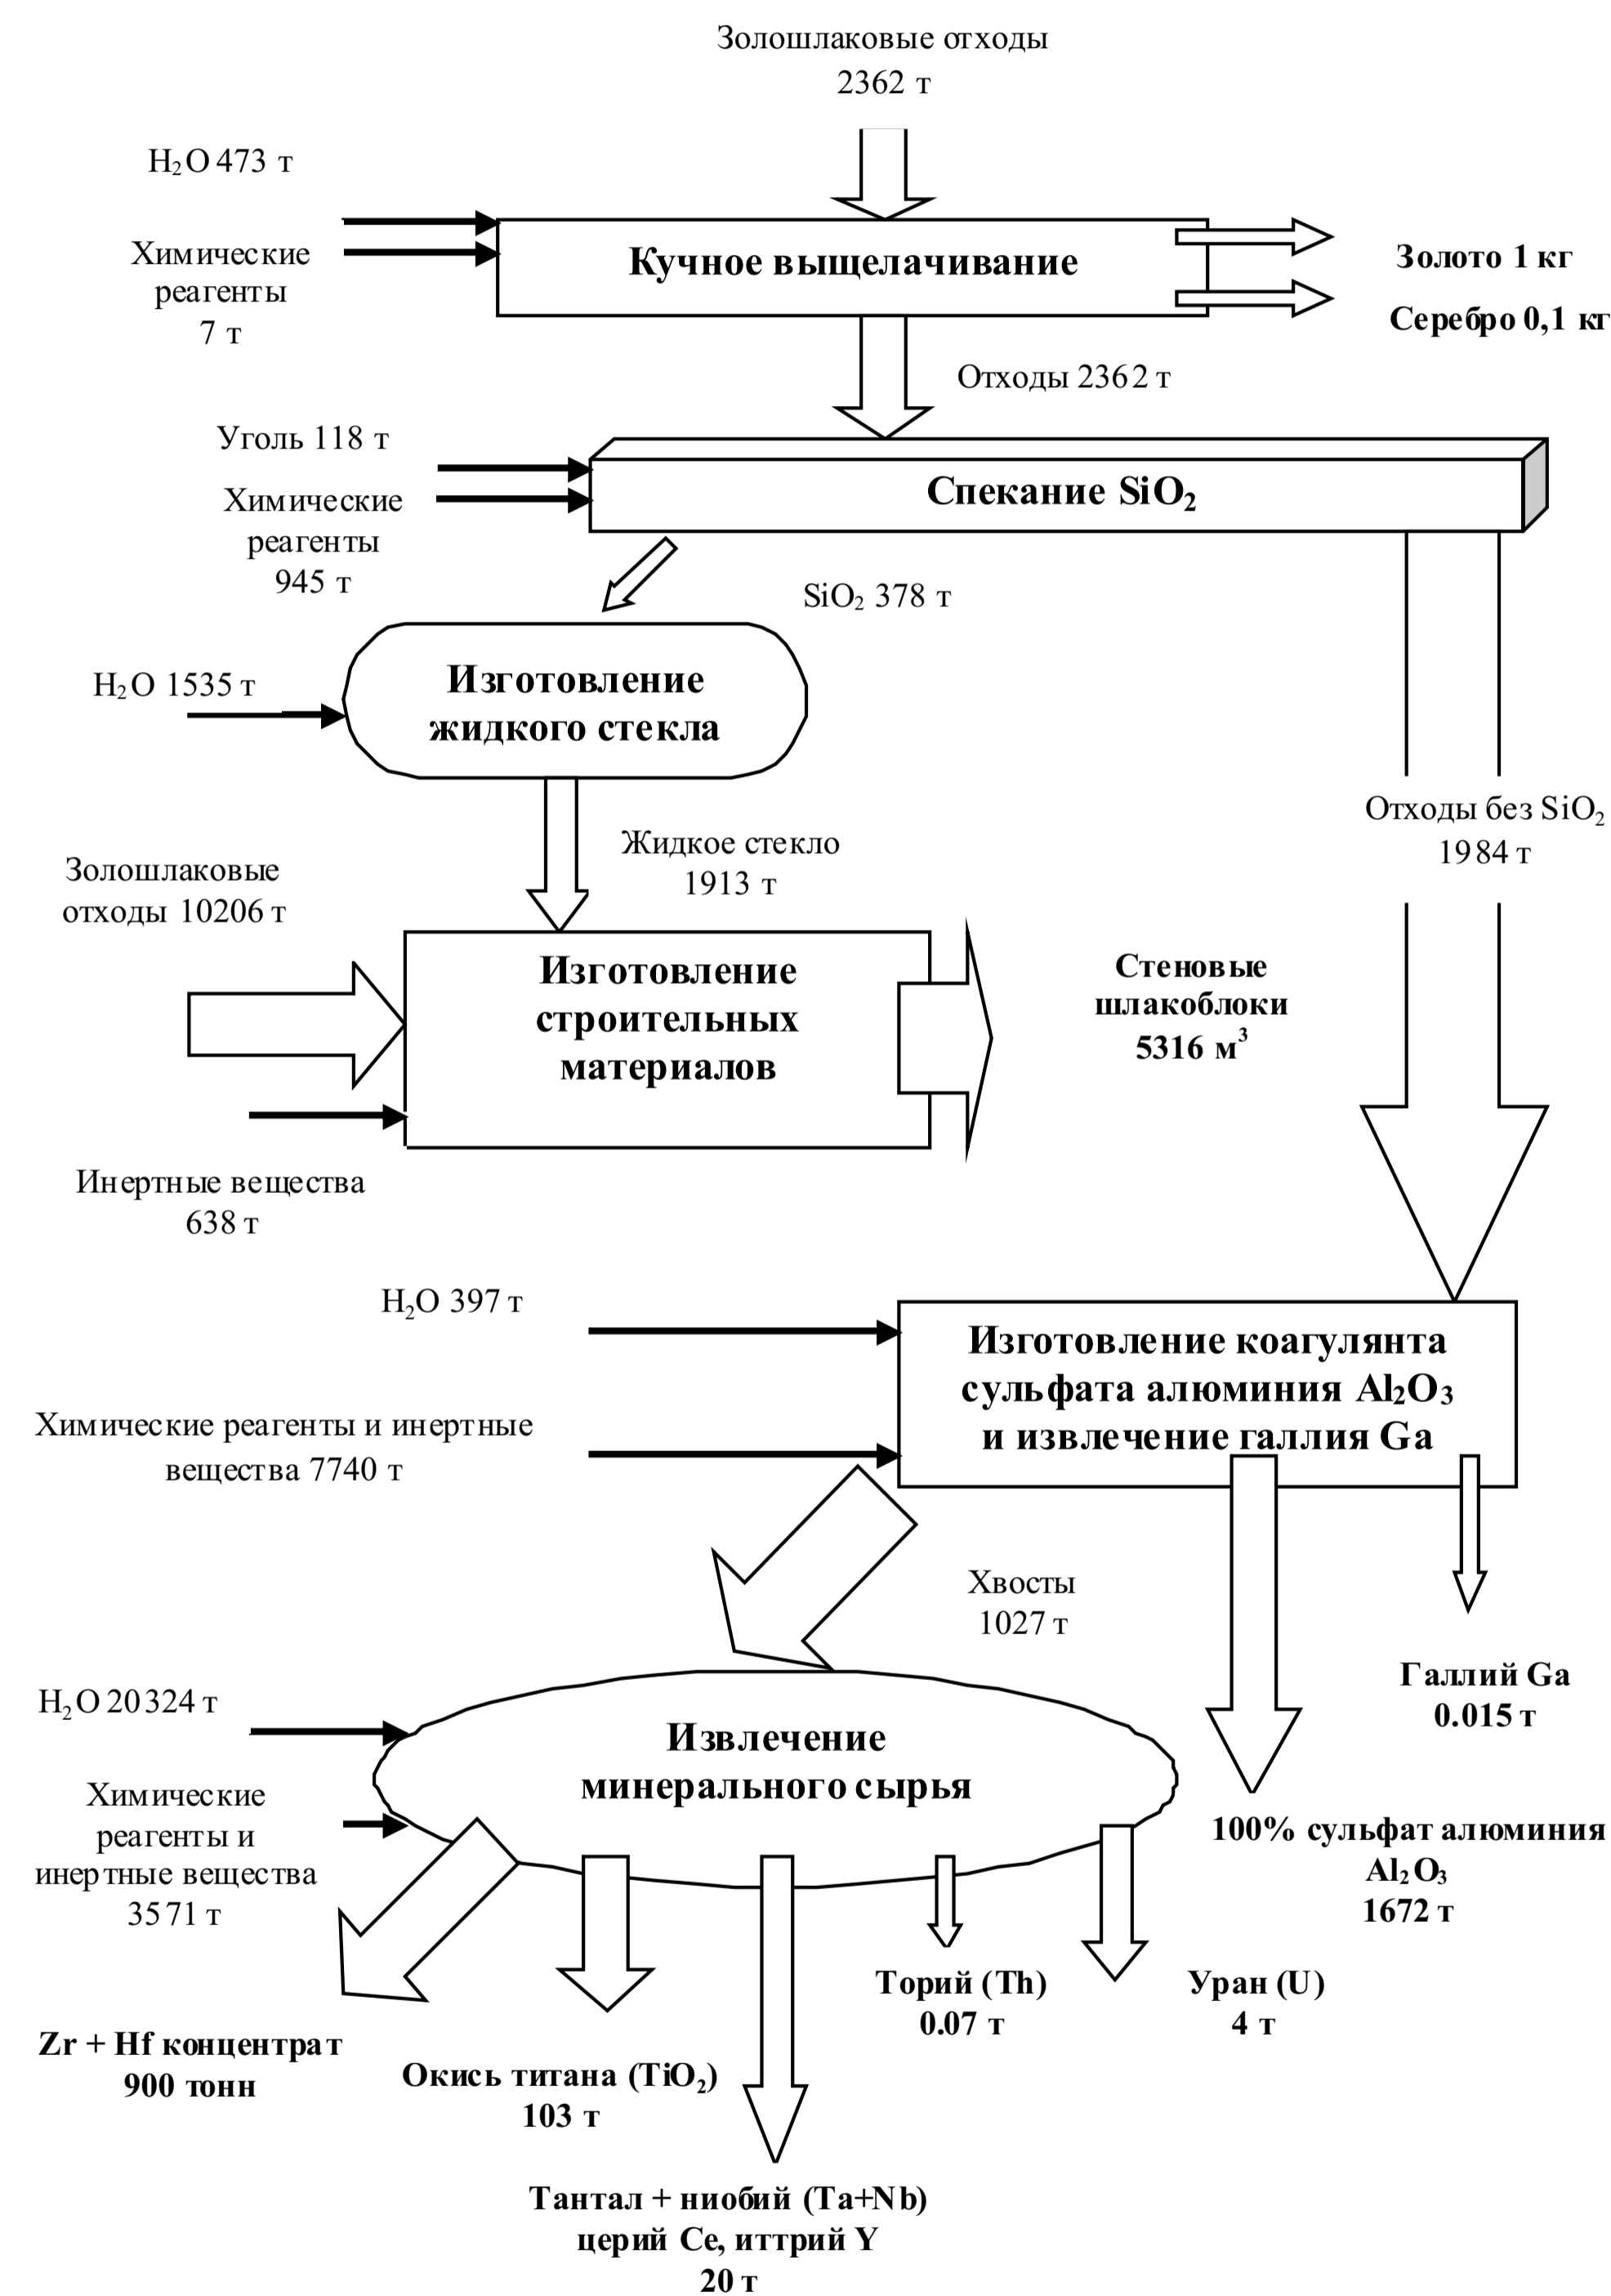 Золошлаковые отходы
2362 т
H₂O 473 т
Химические
реагенты
7 т
Кучное выщелачивание
Золото 1 кг
Серебро 0,1 кг
Отходы 2362 т
Уголь 118 т
Химические
реагенты
945 т
Спекание SiO₂
SiO₂ 378 т
H₂O 1535 т
Изготовление
жидкого стекла
Отходы без SiO₂
1984 т
Жидкое стекло
1913 т
Золошлаковые
отходы 10206 т
Изготовление
строительных
материалов
Стеновые
шлакоблоки
5316 м³
Инертные вещества
638 т
H₂O 397 т
Изготовление коагулянта
сульфата алюминия Al₂O₃
и извлечение галлия Ga
Химические реагенты и инертные
вещества 7740 т
Хвосты
1027 т
Галлий Ga
0.015 т
H₂O 20324 т
Извлечение
минерального сырья
Химические
реагенты и
инертные вещества
3571 т
100% сульфат алюминия
Al₂O₃
1672 т
Торий (Th)
0.07 т
Уран (U)
4 т
Zr + Hf концентрат
900 тонн
Окись титана (TiO₂)
103 т
Тантал + ниобий (Ta+Nb)
церий Ce, иттрий Y
20 т